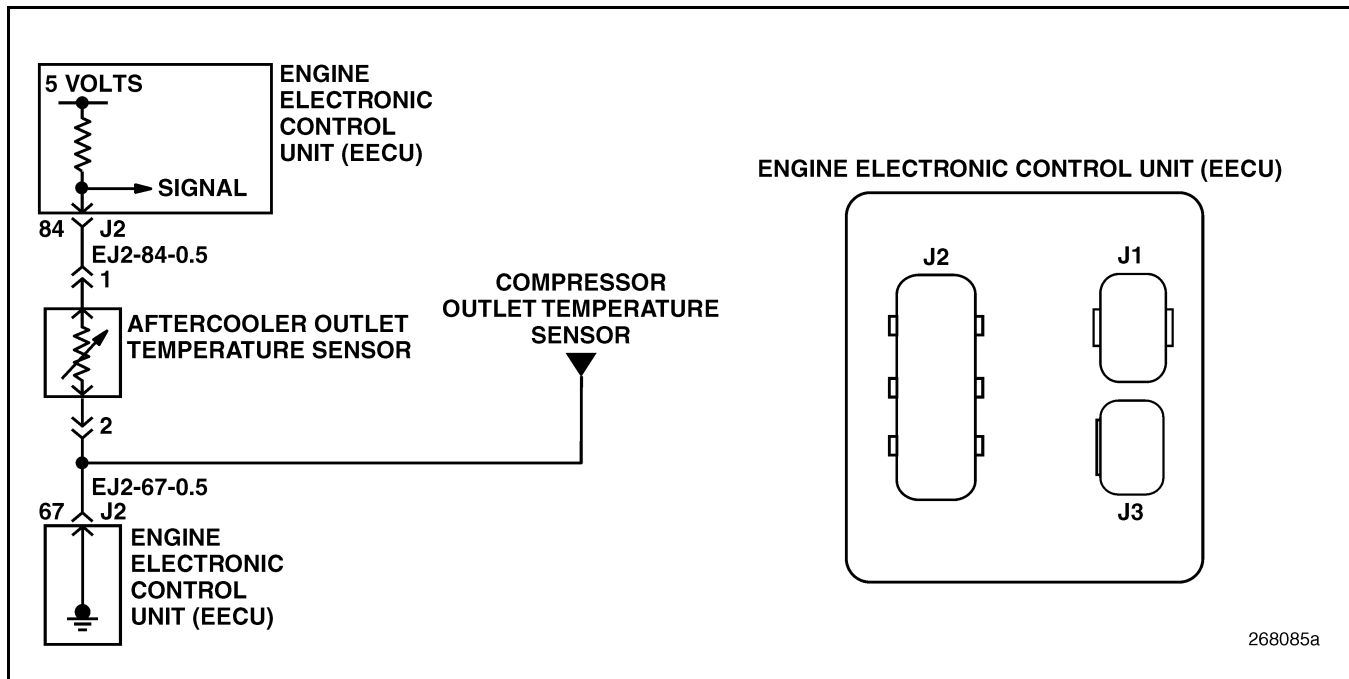 5 VOLTS
ENGINE
ELECTRONIC
CONTROL
UNIT (EECU)
SIGNAL
84 J2
EJ2-84-0.5
1
AFTERCOOLER OUTLET
TEMPERATURE SENSOR
2
COMPRESSOR
OUTLET TEMPERATURE
SENSOR
EJ2-67-0.5
67 J2
ENGINE
ELECTRONIC
CONTROL
UNIT (EECU)
ENGINE ELECTRONIC CONTROL UNIT (EECU)
J2
J1
J3
268085a